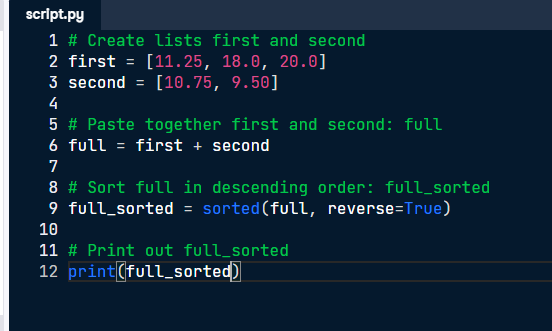 script.py
1 # Create lists first and second
2 first = [11.25, 18.0, 20.0]
3 second = [10.75, 9.50]
4
5 # Paste together first and second: full
6 full = first + second
7
8 # Sort full in descending order: full_sorted
9 full_sorted = sorted(full, reverse=True)
10
11 # Print out full_sorted
12 print(full_sorted)